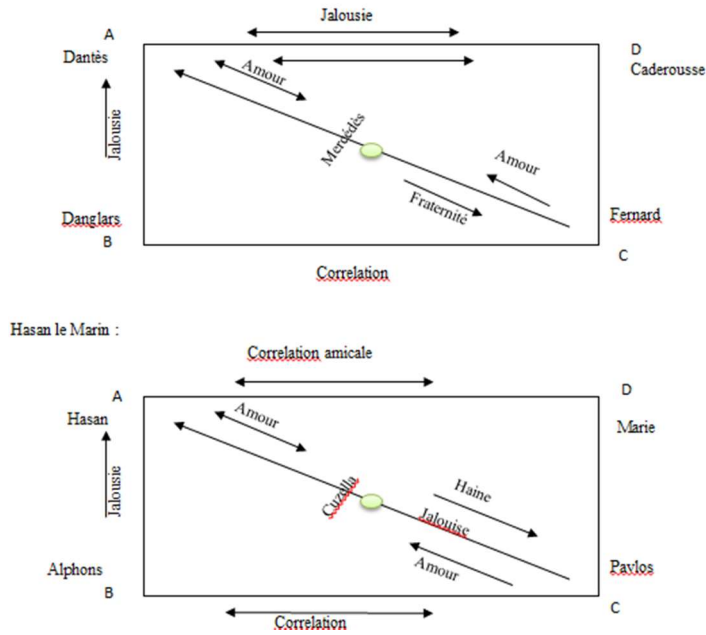 Jalousie
A
D
Dantès
Caderousse
Amour
Jalousie
Mercédès
Amour
Fraternité
Danglars
Fernard
B
C
Correlation
Hasan le Marin :
Correlation amicale
A
D
Hasan
Marie
Amour
Jalousie
Cuzella
Haine
Jalouise
Amour
Alphons
Pavlos
B
C
Correlation